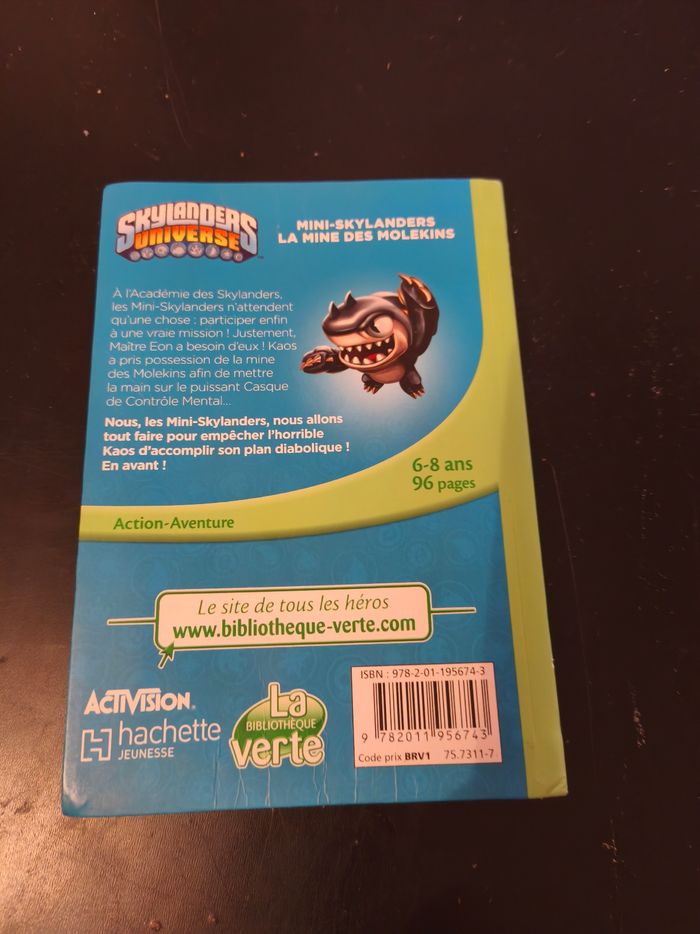 SKYLANDERS
UNIVERSE
MINI-SKYLANDERS
LA MINE DES MOLEKINS
À l'Académie des Skylanders,
les Mini-Skylanders n'attendent
qu'une chose : participer enfin
à une vraie mission ! Justement,
Maître Eon a besoin d'eux ! Kaos
a pris possession de la mine
des Molekins afin de mettre
la main sur le puissant Casque
de Contrôle Mental...
Nous, les Mini-Skylanders, nous allons
tout faire pour empêcher l'horrible
Kaos d'accomplir son plan diabolique !
En avant !
6-8 ans
96 pages
Action-Aventure
Le site de tous les héros
www.bibliotheque-verte.com
ACTIVISION
hachette
JEUNESSE
La
BIBLIOTHÈQUE
verte
ISBN : 978-2-01-195674-3
9 782011 956743
Code prix BRV1 75.7311-7